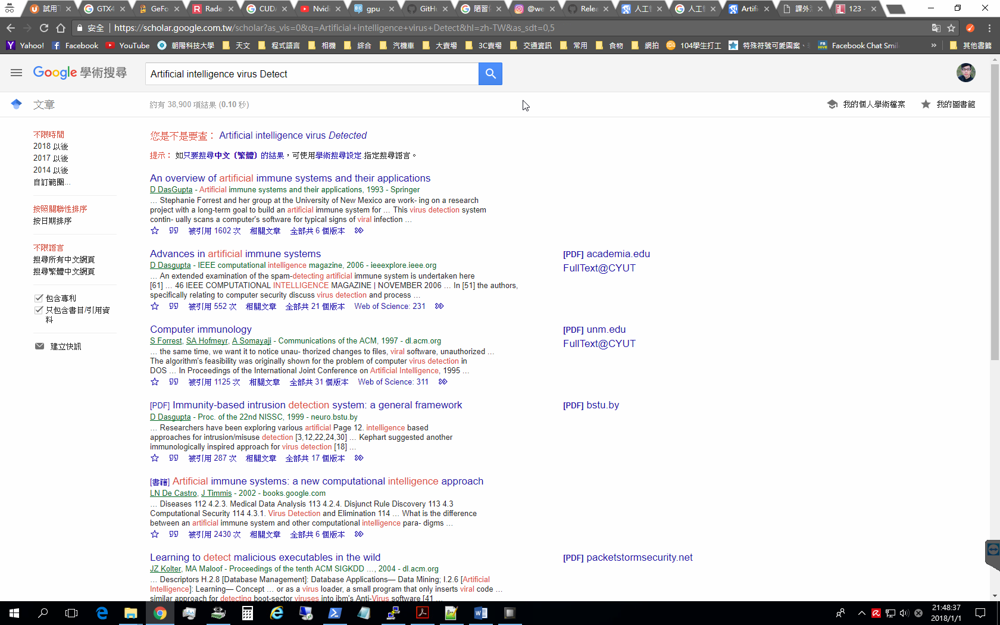 試用T
GTX4
GeFo
Rade
CUDA
Nvid
gpu -
GitHu
陋習
@we
Relea
人工智
人工
Artifi
課外
123 -
安全 https://scholar.google.com.tw/scholar?as_vis=0&q=Artificial+intelligence+virus+Detect&hl=zh-TW&as_sdt=0,5
Yahoo! Facebook YouTube 朝陽科技大學 天文 程式語言 相機 綜合 汽機車 大賣場 3C賣場 交通資訊 常用 食物 網拍 104學生打工 特殊符號可愛圖案、 Facebook Chat Smil » 其他書籤
Google 學術搜尋
Artificial intelligence virus Detect
文章
約有 38,900 項結果 (0.10 秒)
我的個人學術檔案
我的圖書館
不限時間
2018 以後
2017 以後
2014 以後
自訂範圍...
按照關聯性排序
按日期排序
不限語言
搜尋所有中文網頁
搜尋繁體中文網頁
包含專利
只包含書目/引用資
料
建立快訊
您是不是要查： Artificial intelligence virus Detected
提示： 如只要搜尋中文（繁體）的結果，可使用學術搜尋設定.指定搜尋語言。
An overview of artificial immune systems and their applications
D DasGupta - Artificial immune systems and their applications, 1993 - Springer
... Stephanie Forrest and her group at the University of New Mexico are work- ing on a research
project with a long-term goal to build an artificial immune system for ... This virus detection system
contin- ually scans a computer's software for typical signs of viral infection ...
被引用 1602 次 相關文章 全部共 6 個版本
Advances in artificial immune systems
D Dasgupta - IEEE computational intelligence magazine, 2006 - ieeexplore.ieee.org
... An extended examination of the spam-detecting artificial immune system is undertaken here
[61] ... 46 IEEE COMPUTATIONAL INTELLIGENCE MAGAZINE | NOVEMBER 2006 ... In [51] the authors,
specifically relating to computer security discuss virus detection and process ...
被引用 552 次 相關文章 全部共 21 個版本 Web of Science: 231
[PDF] academia.edu
FullText@CYUT
Computer immunology
S Forrest, SA Hofmeyr, A Somayaji - Communications of the ACM, 1997 - dl.acm.org
... the same time, we want it to notice unau- thorized changes to files, viral software, unauthorized ...
The algorithm's feasibility was originally shown for the problem of computer virus detection in
DOS ... In Proceedings of the International Joint Conference on Artificial Intelligence, 1995 ...
被引用 1125 次 相關文章 全部共 31 個版本 Web of Science: 311
[PDF] unm.edu
FullText@CYUT
[PDF] Immunity-based intrusion detection system: a general framework
D Dasgupta - Proc. of the 22nd NISSC, 1999 - neuro.bstu.by
... Researchers have been exploring various artificial Page 12. intelligence based
approaches for intrusion/misuse detection [3,12,22,24,30] ... Kephart suggested another
immunologically inspired approach for virus detection [18] ...
被引用 287 次 相關文章 全部共 17 個版本
[PDF] bstu.by
[書籍] Artificial immune systems: a new computational intelligence approach
LN De Castro, J Timmis - 2002 - books.google.com
... Diseases 112 4.2.3. Medical Data Analysis 113 4.2.4. Disjunct Rule Discovery 113 4.3
Computational Security 114 4.3.1. Virus Detection and Elimination 114 ... What is the difference
between an artificial immune system and other computational intelligence para- digms ...
被引用 2430 次 相關文章 全部共 6 個版本
Learning to detect malicious executables in the wild
JZ Kolter, MA Maloof - Proceedings of the tenth ACM SIGKDD ..., 2004 - dl.acm.org
... Descriptors H.2.8 [Database Management]: Database Applications— Data Mining; I.2.6 [Artificial
Intelligence]: Learning— Concept ... or as a virus loader, a small program that only inserts viral code ...
similar approach for detecting boot-sector viruses into ibm's Anti-Virus software [41 ...
[PDF] packetstormsecurity.net
21:48:37
2018/1/1